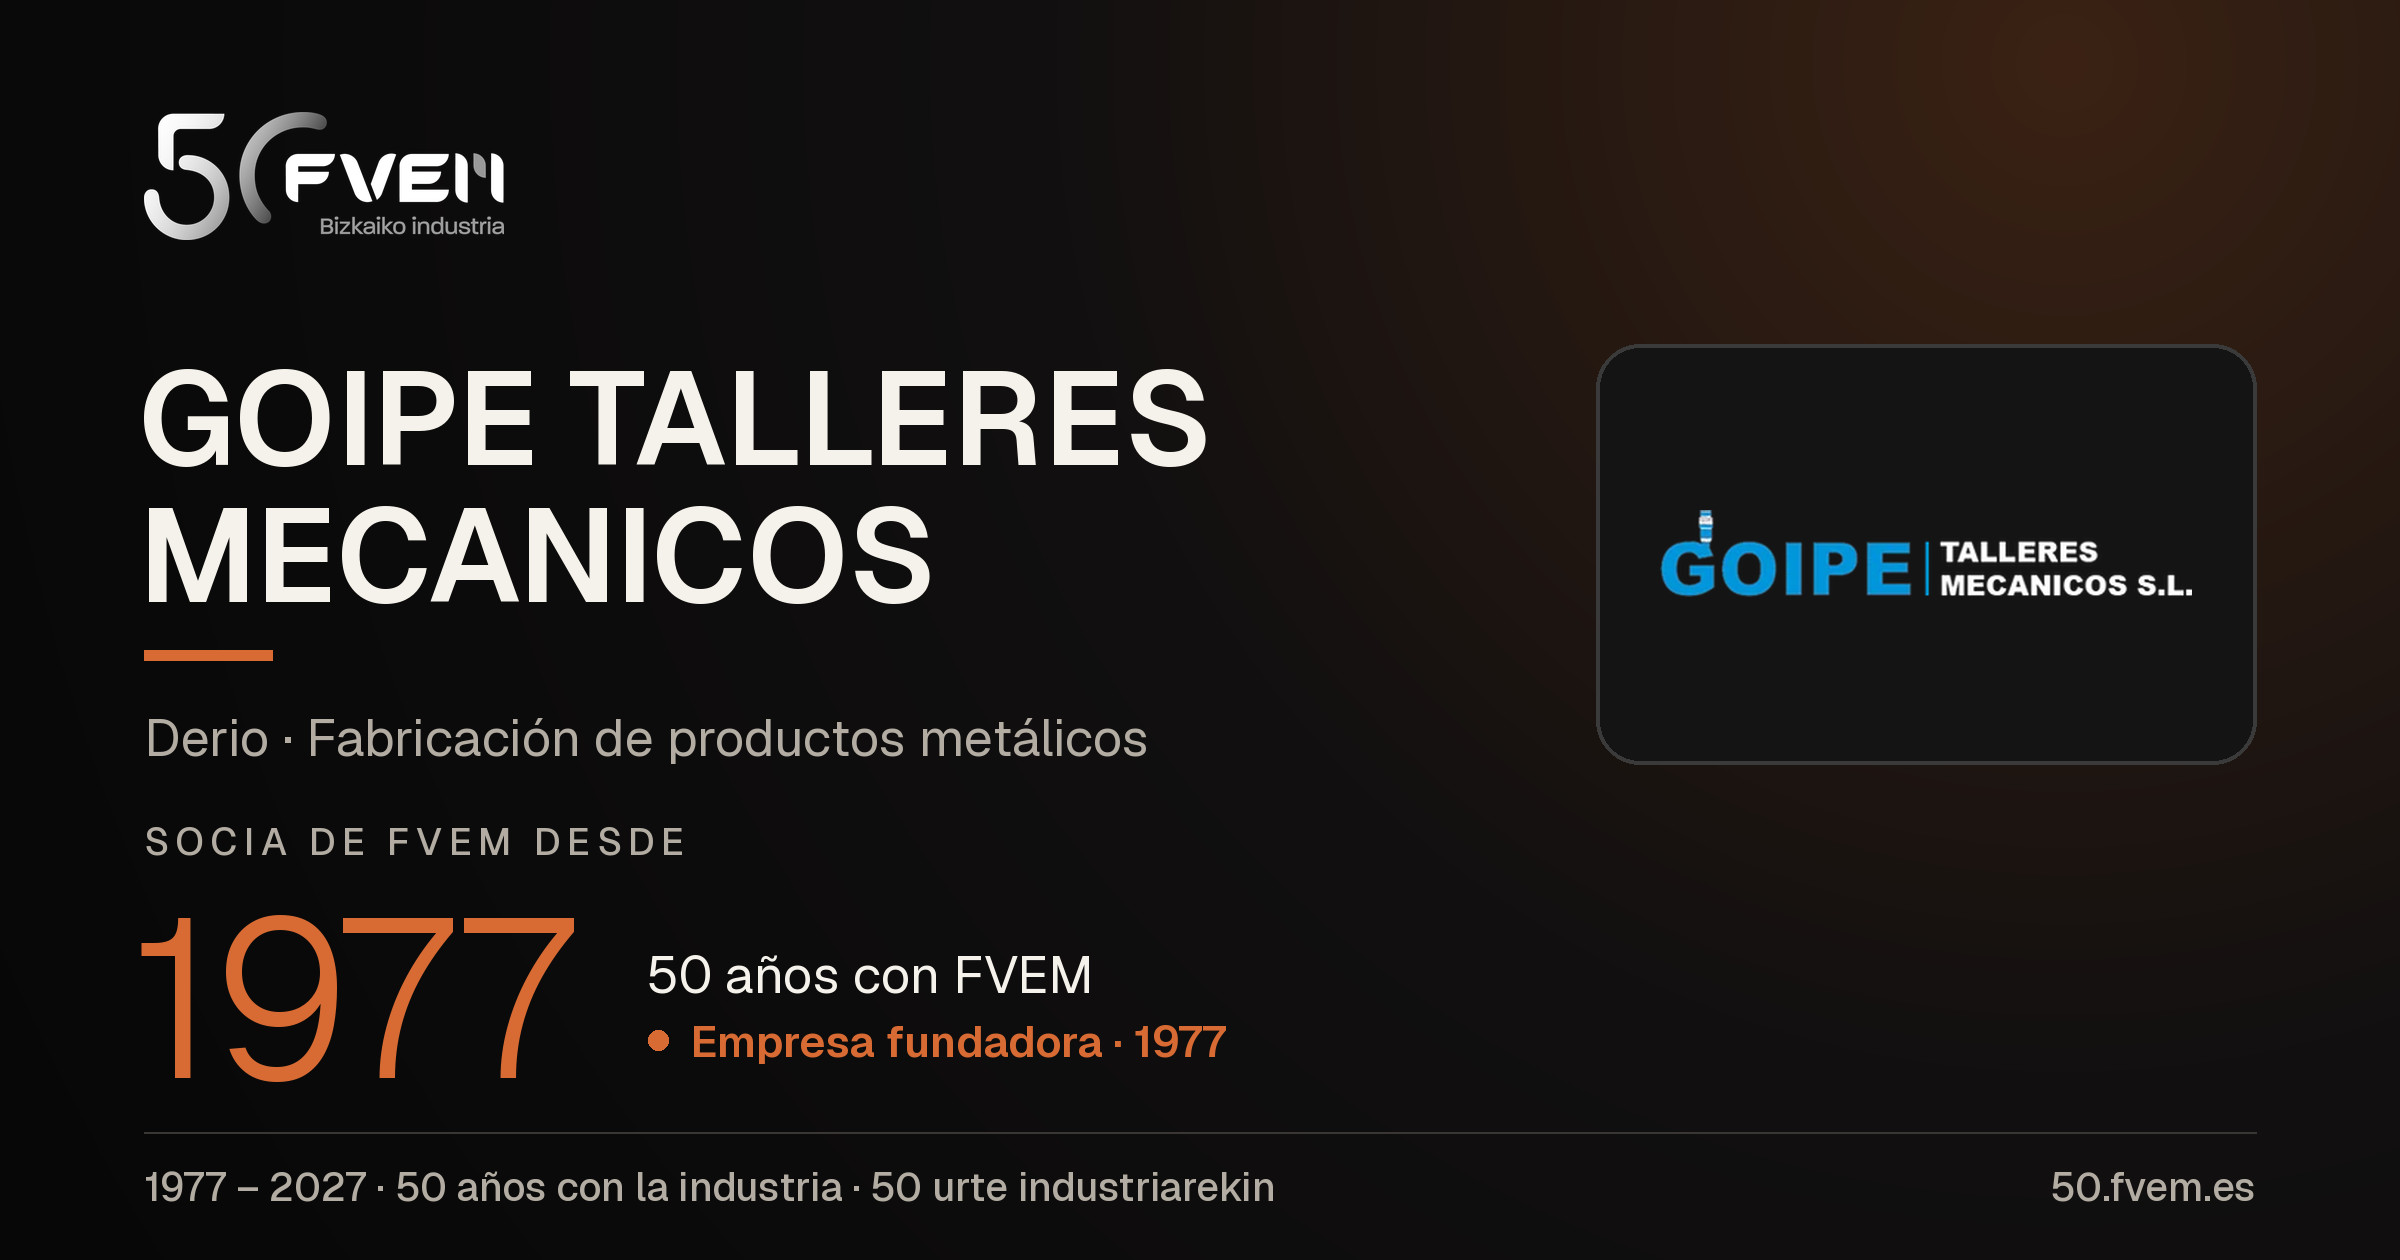 50 FVEM
Bizkaiko industria
GOIPE TALLERES
MECANICOS
GOIPE TALLERES
MECANICOS S.L.
Derio · Fabricación de productos metálicos
SOCIA DE FVEM DESDE
1977
50 años con FVEM
Empresa fundadora · 1977
1977 – 2027 · 50 años con la industria · 50 urte industriarekin
50.fvem.es